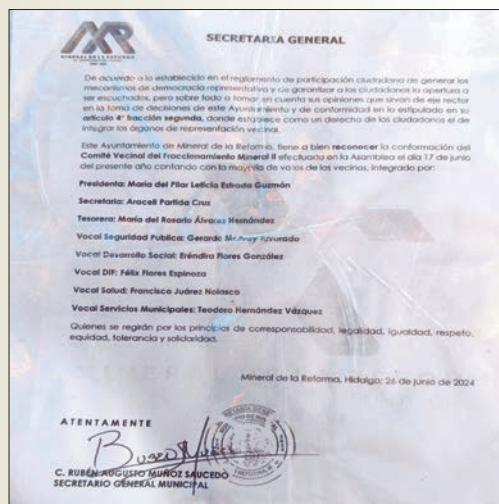 MR
MINERAL DE LA REFORMA
SECRETARIA GENERAL
De acuerdo a lo establecido en el reglamento de participación ciudadana de generar los
mecanismos de democracia representativa y de garantizar a los ciudadanos la apertura a
ser escuchados, pero sobre todo a tomar en cuenta sus opiniones que sirvan de eje rector
en la toma de decisiones de este Ayuntamiento y de conformidad en lo estipulado en su
artículo 4° fracción segunda, donde establece como un derecho de los ciudadanos el de
integrar los órganos de representación vecinal.
Este Ayuntamiento de Mineral de la Reforma, tiene a bien reconocer la conformación del
Comité Vecinal del Fraccionamiento Mineral II efectuada en la Asamblea el día 17 de junio
del presente año contando con la mayoría de votos de los vecinos, integrado por:
Presidenta: María del Pilar Leticia Estrada Guzmán
Secretaria: Araceli Partida Cruz
Tesorera: María del Rosario Álvarez Hernández
Vocal Seguridad Publica: Gerardo
Vocal Desarrollo Social: Eréndira Flores González
Vocal DIF: Félix Flores Espinoza
Vocal Salud: Francisco Juárez Nolasco
Vocal Servicios Municipales: Teodoro Hernández Vázquez
Quienes se regirán por los principios de corresponsabilidad, legalidad, igualdad, respeto,
equidad, tolerancia y solidaridad.
Mineral de la Reforma, Hidalgo; 26 de junio de 2024
ATENTAMENTE
C. RUBÉN AUGUSTO MUÑOZ SAUCEDO
SECRETARIO GENERAL MUNICIPAL